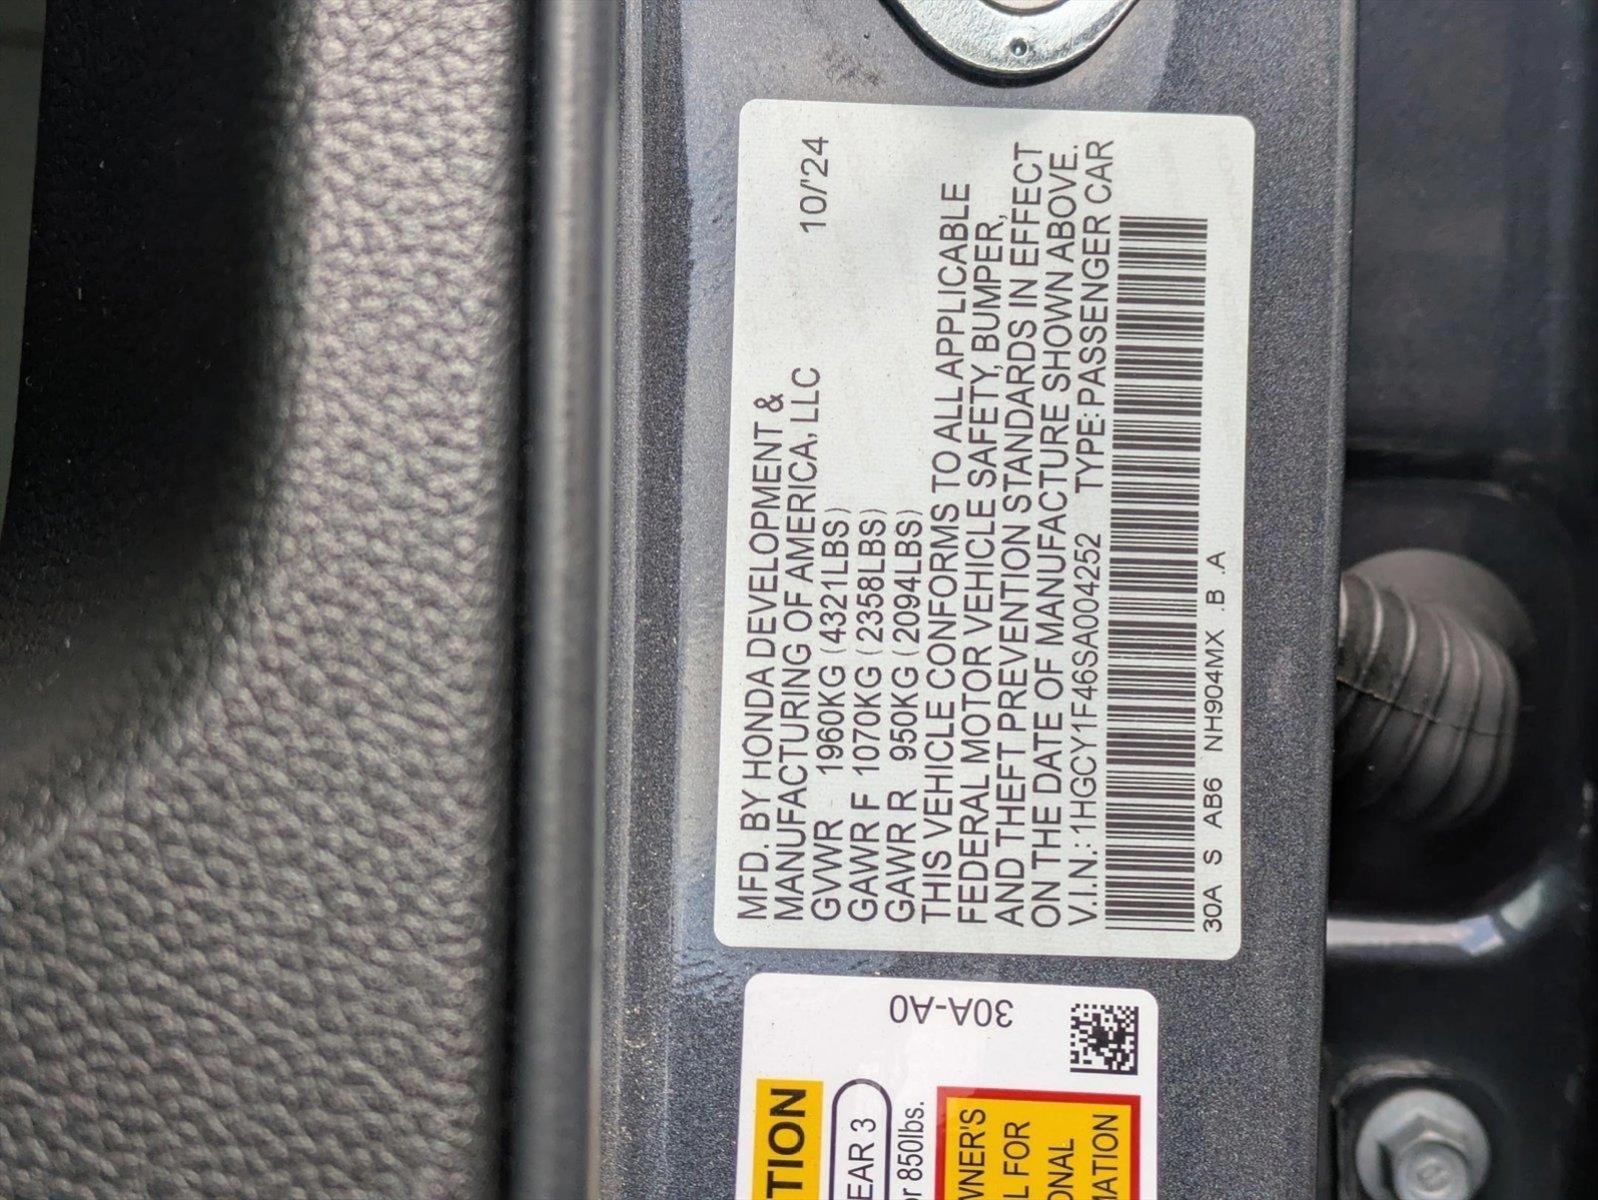 MFD. BY HONDA DEVELOPMENT &
MANUFACTURING OF AMERICA, LLC 10/'24
GVWR 1960KG (4321LBS)
GAWR F 1070KG (2358LBS)
GAWR R 950KG (2094LBS)
THIS VEHICLE CONFORMS TO ALL APPLICABLE
FEDERAL MOTOR VEHICLE SAFETY, BUMPER,
AND THEFT PREVENTION STANDARDS IN EFFECT
ON THE DATE OF MANUFACTURE SHOWN ABOVE.
V.I.N.: 1HGCY1F46SA004252 TYPE: PASSENGER CAR
30A S AB6 NH904MX .B .A
30A-A0
TION
EAR 3
or 850lbs.
WNER'S
L FOR
ONAL
MATION